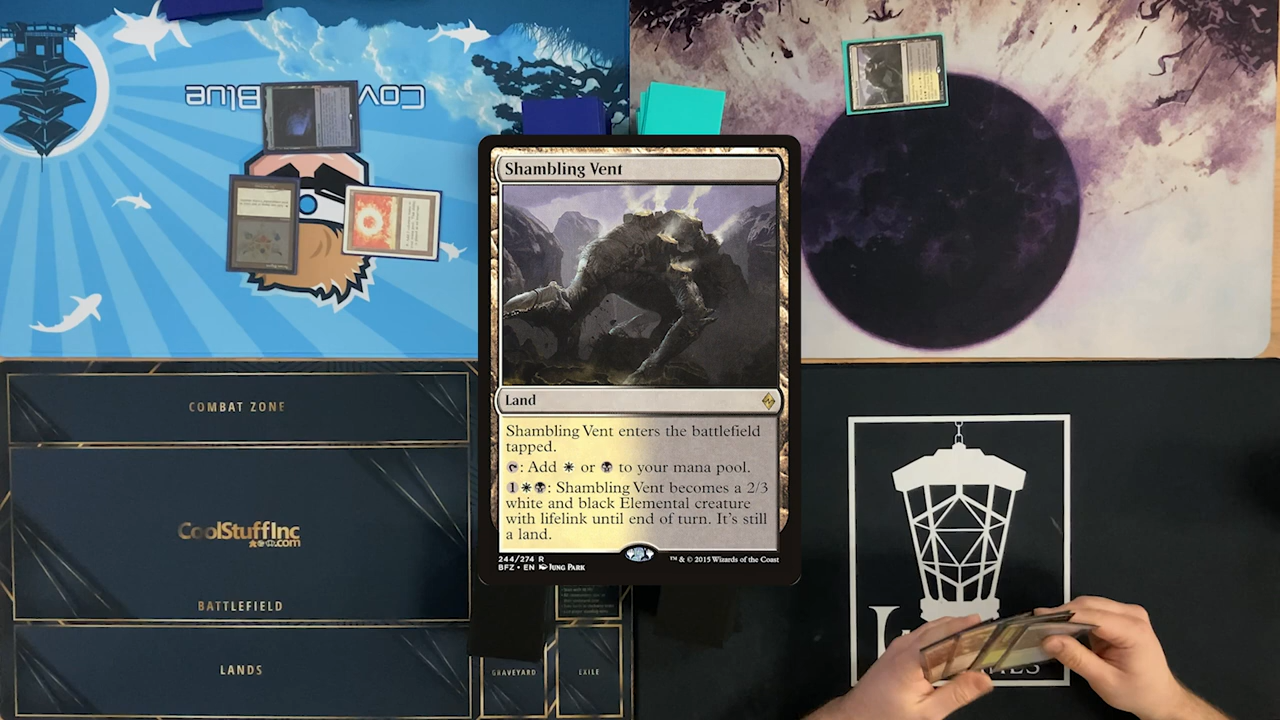 Shambling Vent
Land
Shambling Vent enters the battlefield
tapped.
: Add or to your mana pool.
1 : Shambling Vent becomes a 2/3
white and black Elemental creature
with lifelink until end of turn. It's still
a land.
244/274 R
BFZ • EN Jung Park
™ & © 2015 Wizards of the Coast
COMBAT ZONE
CoolStuffInc
.com
BATTLEFIELD
LANDS
GRAVEYARD
EXILE